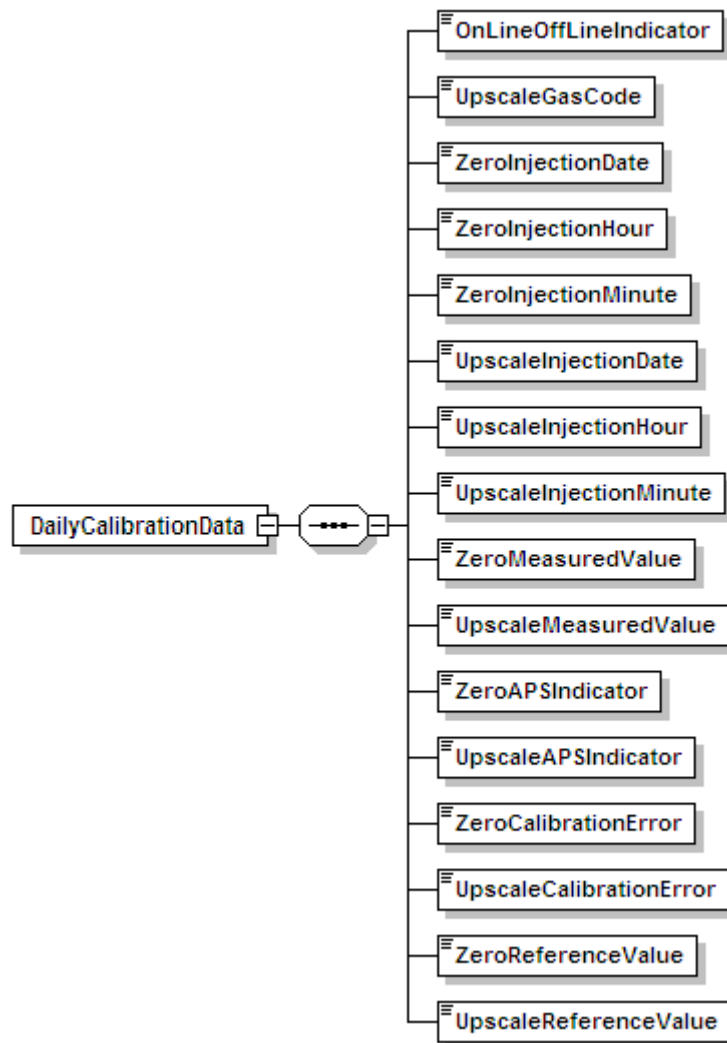 OnLineOffLineIndicator
UpscaleGasCode
ZeroInjectionDate
ZeroInjectionHour
ZeroInjectionMinute
UpscaleInjectionDate
UpscaleInjectionHour
UpscaleInjectionMinute
DailyCalibrationData
ZeroMeasuredValue
UpscaleMeasuredValue
ZeroAPSIndicator
UpscaleAPSIndicator
ZeroCalibrationError
UpscaleCalibrationError
ZeroReferenceValue
UpscaleReferenceValue